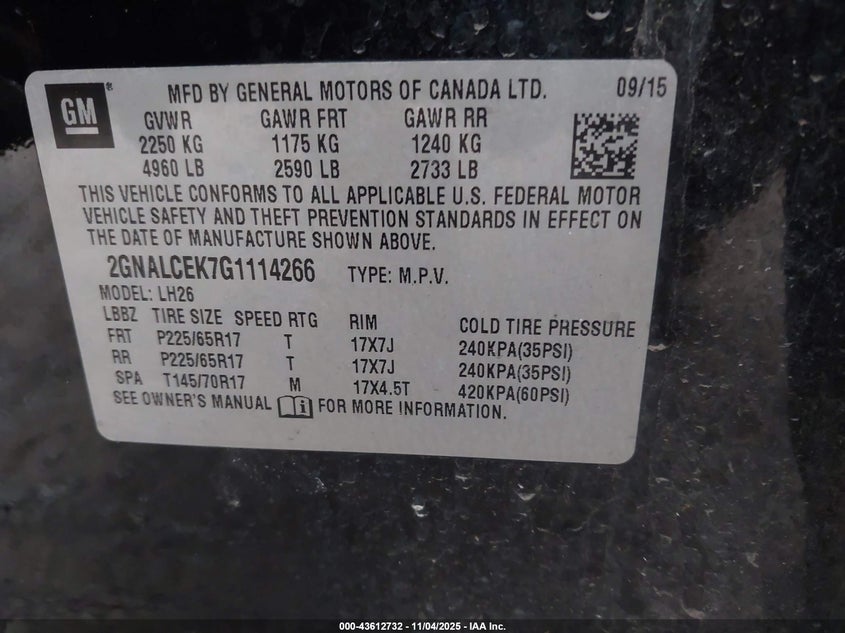 GM ® MFD BY GENERAL MOTORS OF CANADA LTD. 09/15
GVWR GAWR FRT GAWR RR
2250 KG 1175 KG 1240 KG
4960 LB 2590 LB 2733 LB
THIS VEHICLE CONFORMS TO ALL APPLICABLE U.S. FEDERAL MOTOR
VEHICLE SAFETY AND THEFT PREVENTION STANDARDS IN EFFECT ON
THE DATE OF MANUFACTURE SHOWN ABOVE.
2GNALCEK7G1114266 TYPE: M.P.V.
MODEL: LH26
LBBZ TIRE SIZE SPEED RTG RIM COLD TIRE PRESSURE
FRT P225/65R17 T 17X7J 240KPA(35PSI)
RR P225/65R17 T 17X7J 240KPA(35PSI)
SPA T145/70R17 M 17X4.5T 420KPA(60PSI)
SEE OWNER'S MANUAL i FOR MORE INFORMATION.
000-43612732 - 11/04/2025 - IAA Inc.